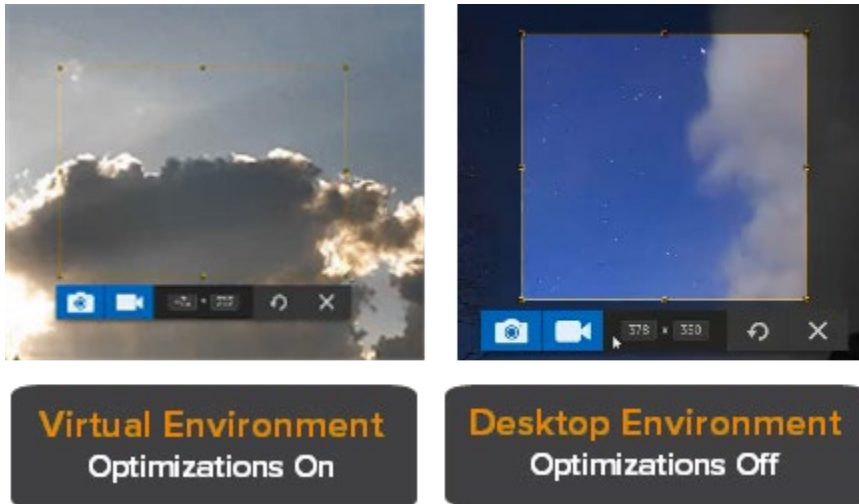 378 x 350
Virtual Environment
Optimizations On
Desktop Environment
Optimizations Off